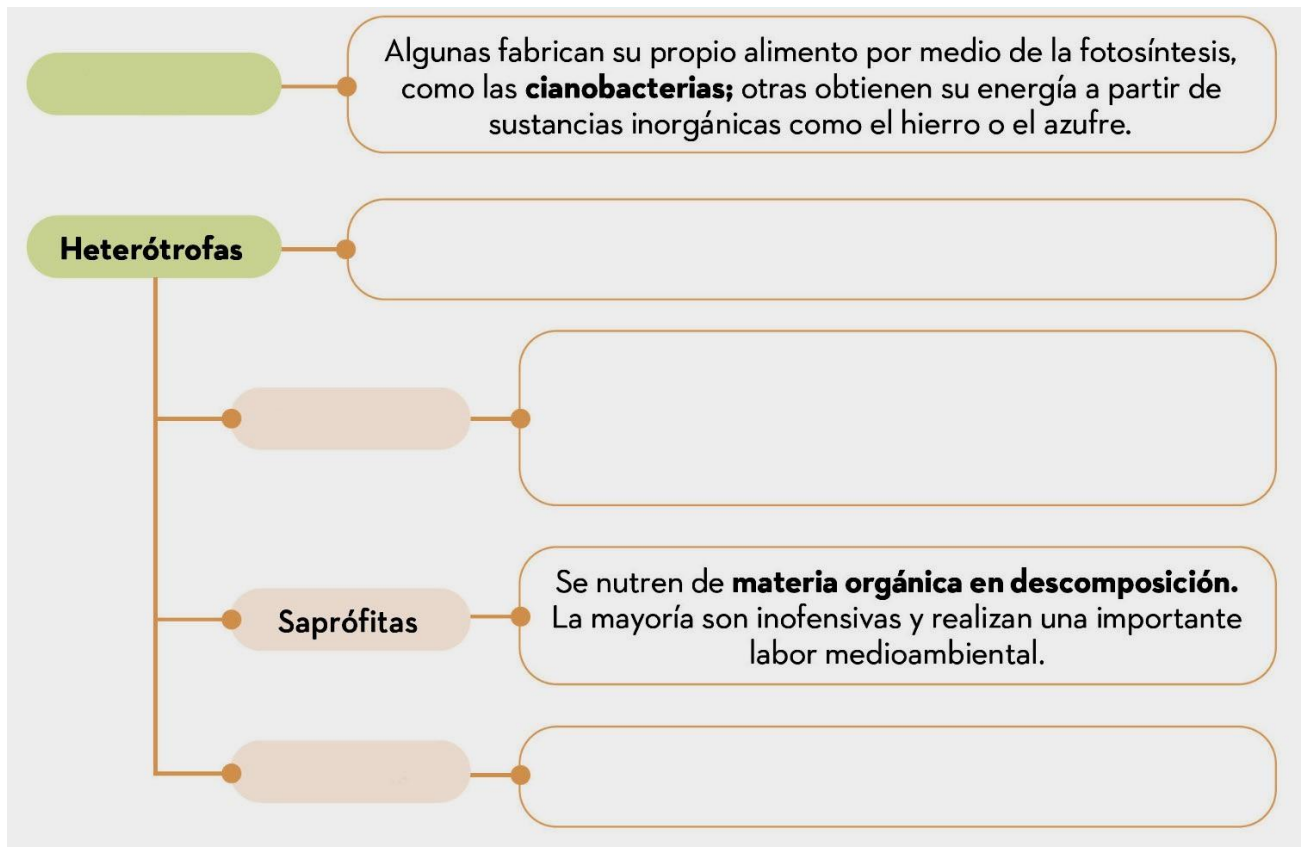 Algunas fabrican su propio alimento por medio de la fotosíntesis,
como las cianobacterias; otras obtienen su energía a partir de
sustancias inorgánicas como el hierro o el azufre.
Heterótrofas
Saprófitas
Se nutren de materia orgánica en descomposición.
La mayoría son inofensivas y realizan una importante
labor medioambiental.